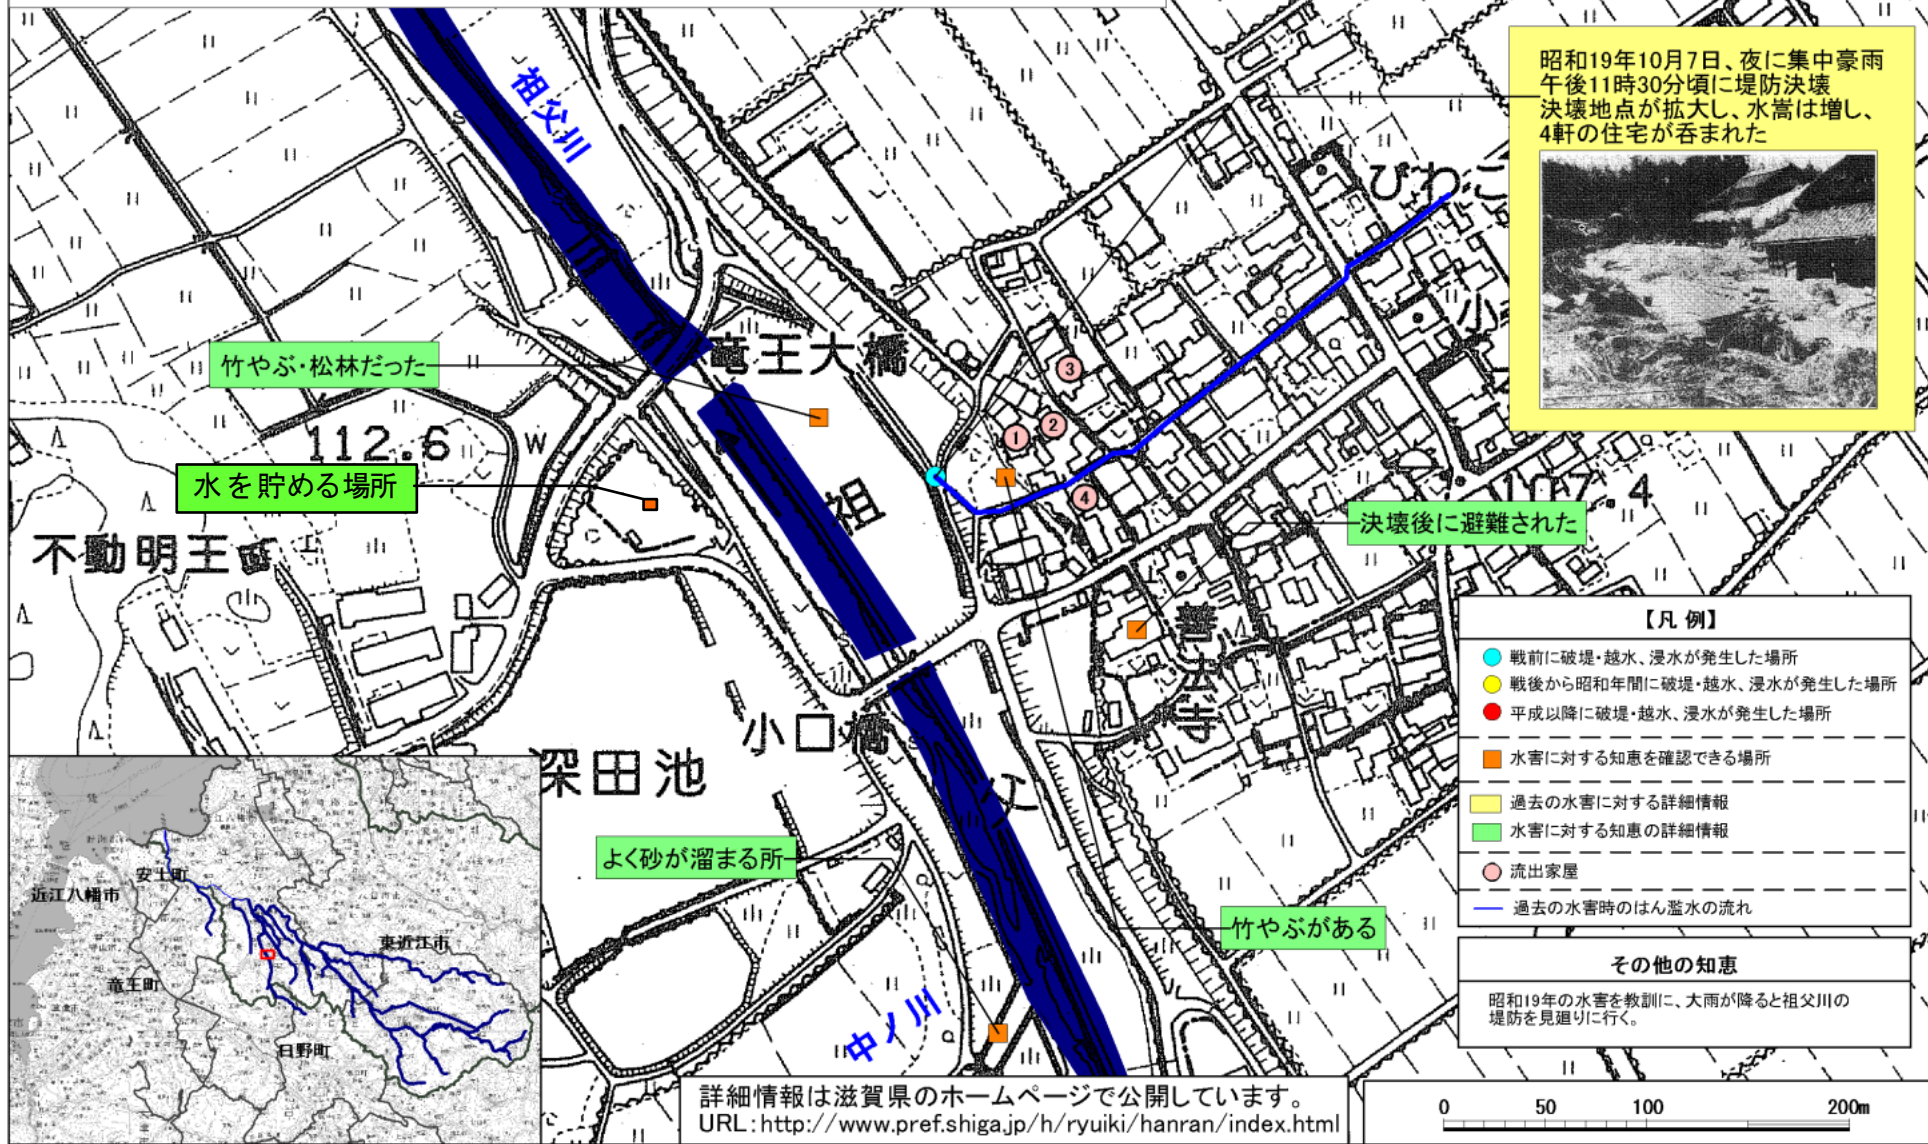 祖父川
昭和19年10月7日、夜に集中豪雨
午後11時30分頃に堤防決壊
決壊地点が拡大し、水嵩は増し、
4軒の住宅が呑まれた
びわこ
小
竹やぶ・松林だった
竜王大橋
3
2
1
4
112.6
W
水を貯める場所
祖
107.4
決壊後に避難された
不動明王
善法寺
小口橋
深田池
父
よく砂が溜まる所
竹やぶがある
中ノ川
【凡 例】
戦前に破堤・越水、浸水が発生した場所
戦後から昭和年間に破堤・越水、浸水が発生した場所
平成以降に破堤・越水、浸水が発生した場所
水害に対する知恵を確認できる場所
過去の水害に対する詳細情報
水害に対する知恵の詳細情報
流出家屋
過去の水害時のはん濫水の流れ
その他の知恵
昭和19年の水害を教訓に、大雨が降ると祖父川の
堤防を見廻りに行く。
安土町
近江八幡市
東近江市
竜王町
日野町
詳細情報は滋賀県のホームページで公開しています。
URL:http://www.pref.shiga.jp/h/ryuiki/hanran/index.html
0 50 100 200m